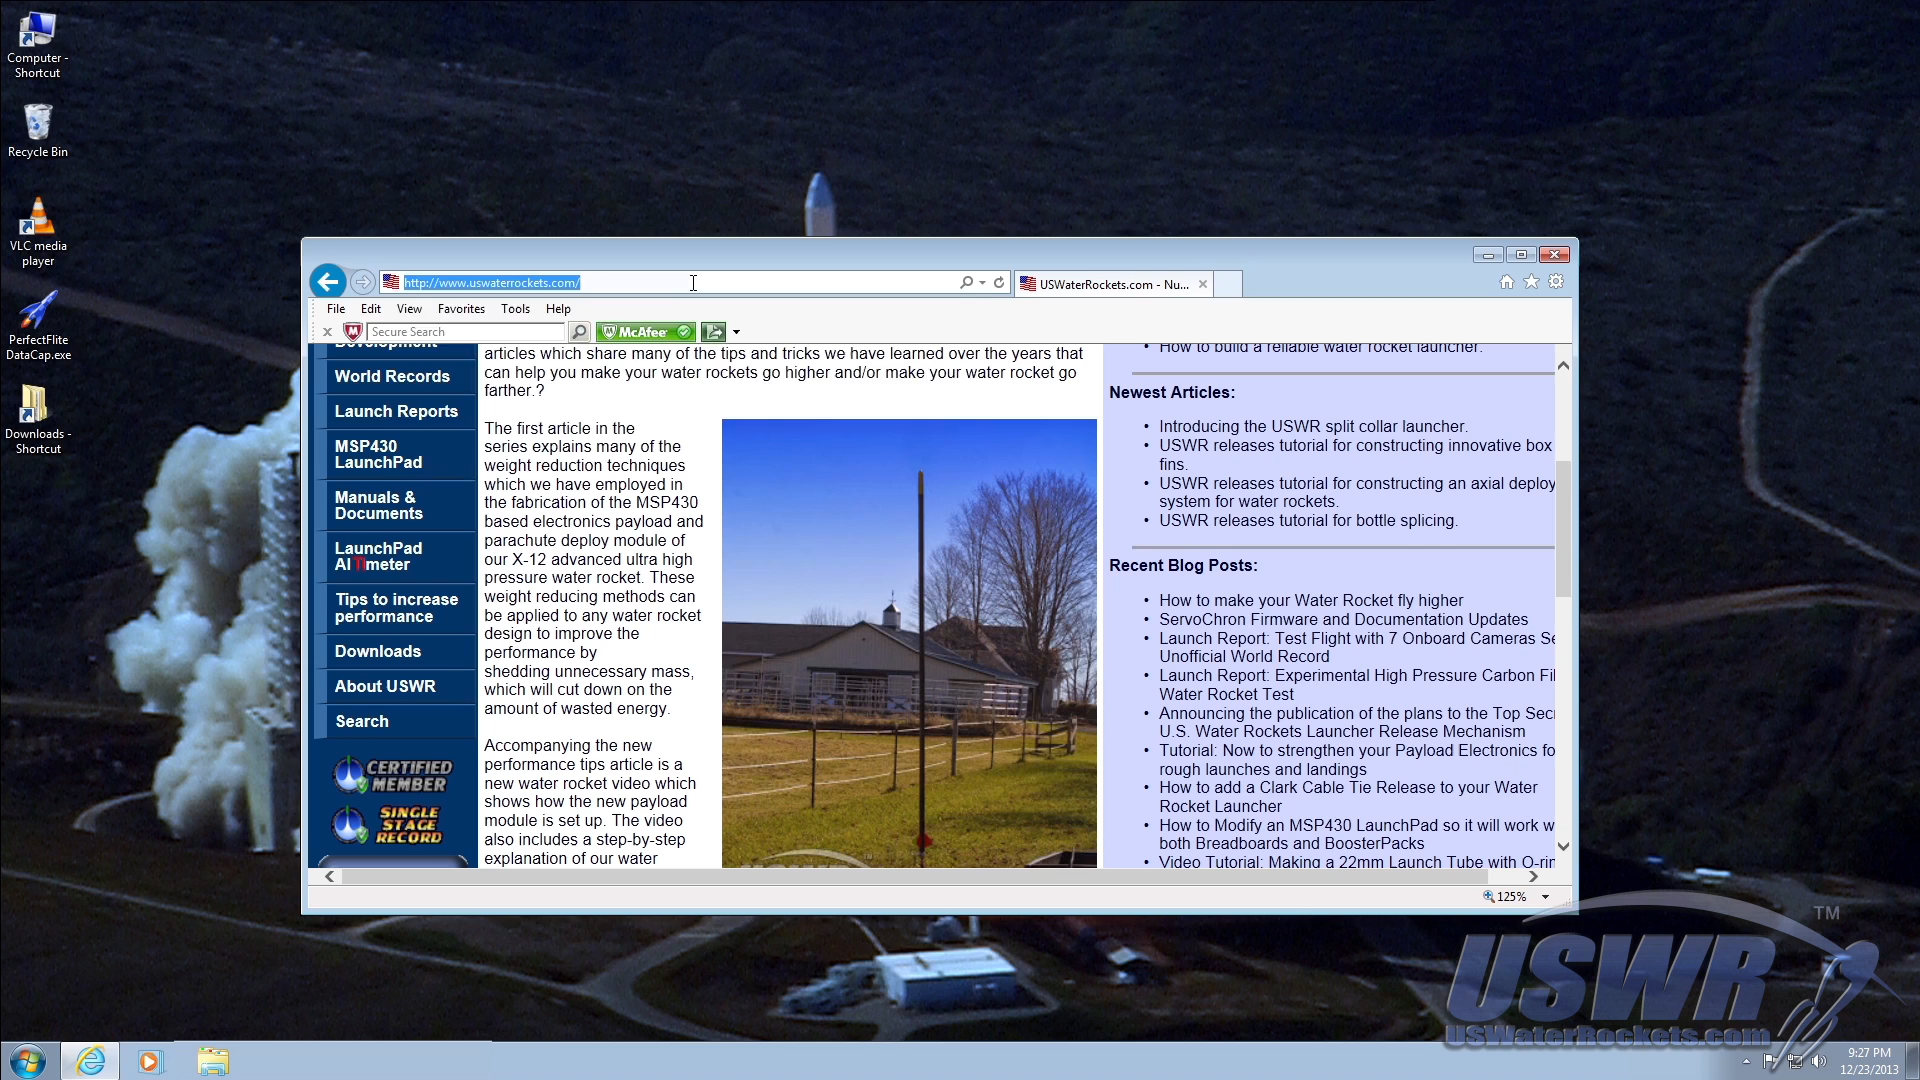 Computer -
Shortcut
Recycle Bin
VLC media
player
PerfectFlite
DataCap.exe
Downloads -
Shortcut
http://www.uswaterrockets.com/
USWaterRockets.com - Nu...
File Edit View Favorites Tools Help
Secure Search
McAfee
World Records
Launch Reports
MSP430
LaunchPad
Manuals &
Documents
LaunchPad
AlTImeter
Tips to increase
performance
Downloads
About USWR
Search
CERTIFIED
MEMBER
SINGLE
STAGE
RECORD
articles which share many of the tips and tricks we have learned over the years that
can help you make your water rockets go higher and/or make your water rocket go
farther.?
The first article in the
series explains many of the
weight reduction techniques
which we have employed in
the fabrication of the MSP430
based electronics payload and
parachute deploy module of
our X-12 advanced ultra high
pressure water rocket. These
weight reducing methods can
be applied to any water rocket
design to improve the
performance by
shedding unnecessary mass,
which will cut down on the
amount of wasted energy.
Accompanying the new
performance tips article is a
new water rocket video which
shows how the new payload
module is set up. The video
also includes a step-by-step
explanation of our water
• How to build a reliable water rocket launcher.
Newest Articles:
• Introducing the USWR split collar launcher.
• USWR releases tutorial for constructing innovative box
fins.
• USWR releases tutorial for constructing an axial deploy
system for water rockets.
• USWR releases tutorial for bottle splicing.
Recent Blog Posts:
• How to make your Water Rocket fly higher
• ServoChron Firmware and Documentation Updates
• Launch Report: Test Flight with 7 Onboard Cameras Se
Unofficial World Record
• Launch Report: Experimental High Pressure Carbon Fi
Water Rocket Test
• Announcing the publication of the plans to the Top Sec
U.S. Water Rockets Launcher Release Mechanism
• Tutorial: Now to strengthen your Payload Electronics fo
rough launches and landings
• How to add a Clark Cable Tie Release to your Water
Rocket Launcher
• How to Modify an MSP430 LaunchPad so it will work w
both Breadboards and BoosterPacks
• Video Tutorial: Making a 22mm Launch Tube with O-rin
125%
USWR TM
USWaterRockets.com
9:27 PM
12/23/2013